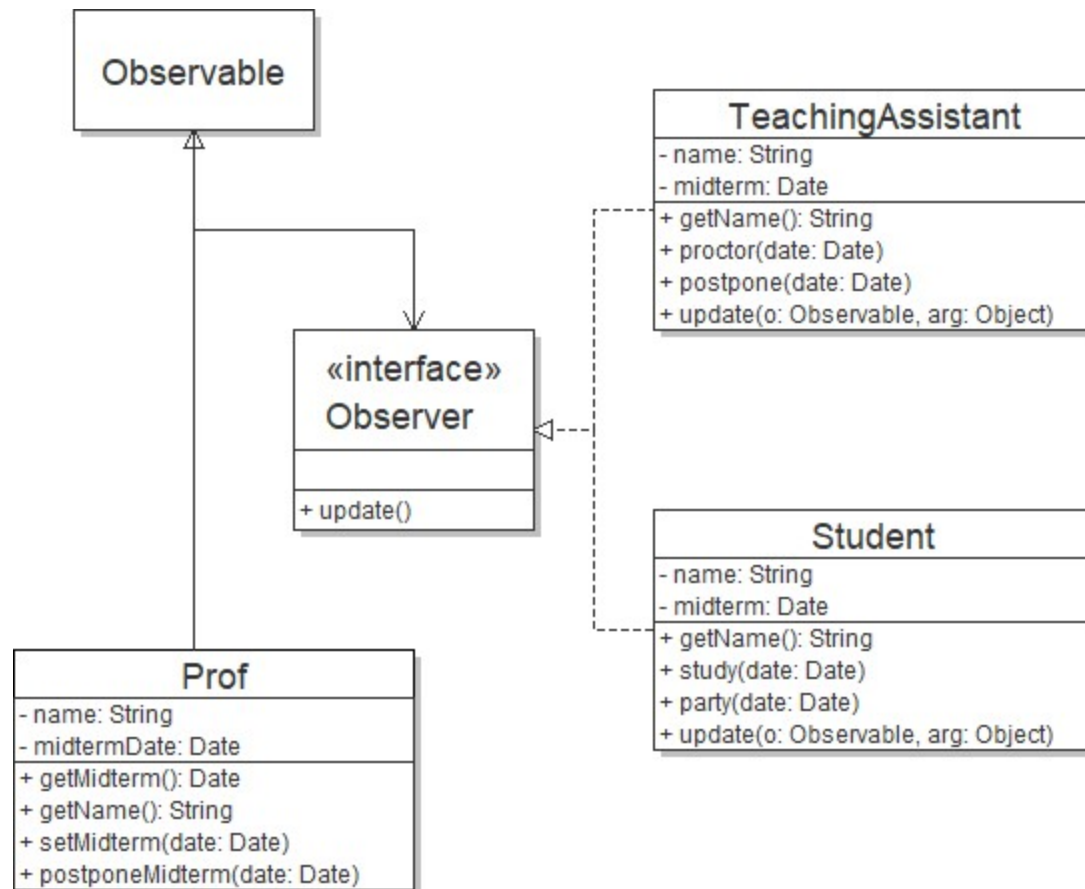 Observable
TeachingAssistant
- name: String
- midterm: Date
+ getName(): String
+ proctor(date: Date)
+ postpone(date: Date)
+ update(o: Observable, arg: Object)
«interface»
Observer
+ update()
Student
- name: String
- midterm: Date
+ getName(): String
+ study(date: Date)
+ party(date: Date)
+ update(o: Observable, arg: Object)
Prof
- name: String
- midtermDate: Date
+ getMidterm(): Date
+ getName(): String
+ setMidterm(date: Date)
+ postponeMidterm(date: Date)